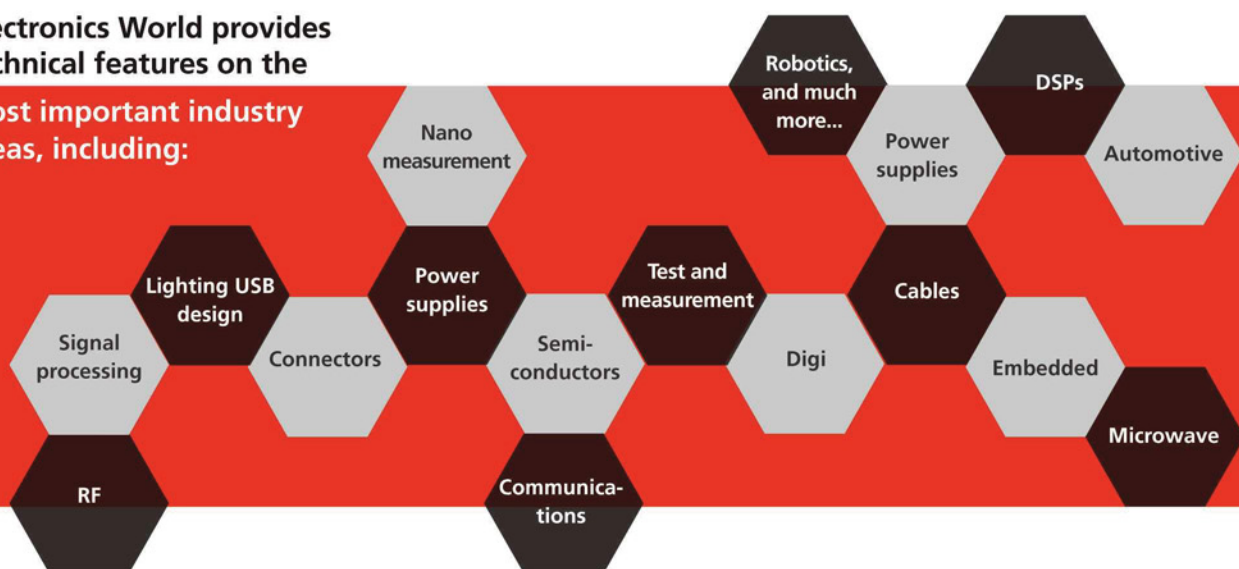 ectronics World provides
chnical features on the
ost important industry
eas, including:
Robotics,
and much
more...
DSPs
Nano
measurement
Power
supplies
Automotive
Lighting USB
design
Power
supplies
Test and
measurement
Cables
Signal
processing
Connectors
Semi-
conductors
Digi
Embedded
Microwave
RF
Communica-
tions